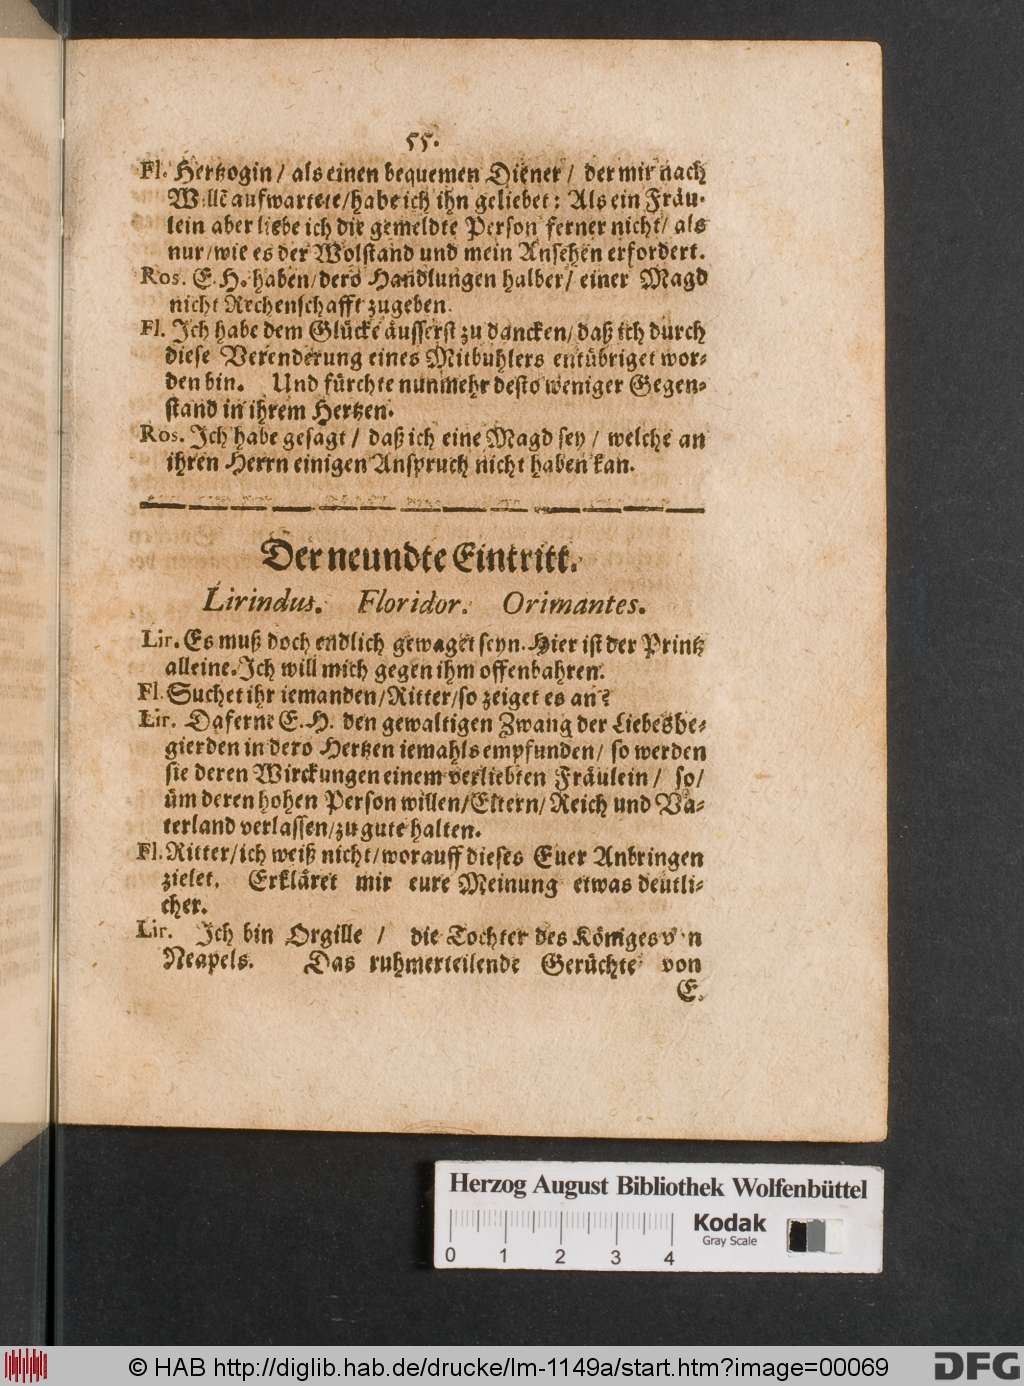 55.
Fl. Hertzogin / als einen bequemen Diener / der mir nach
Willē aufwartete/habe ich ihn geliebet: Als ein Fräu-
lein aber liebe ich die gemeldte Person ferner nicht/ als
nur/wie es der Wolstand und mein Ansehen erfordert.
Ros. E. H. haben/dero Handlungen halber/ einer Magd
nicht Rechenschafft zugeben.
Fl. Ich habe dem Glücke äusserst zu dancken/ daß ich durch
diese Verenderung eines Mitbuhlers entübriget wor-
den bin. Und fürchte nunmehr desto weniger Gegen-
stand in ihrem Hertzen.
Ros. Ich habe gesagt / daß ich eine Magd sey / welche an
ihren Herrn einigen Anspruch nicht haben kan.
Der neundte Eintritt.
Lirindus. Floridor. Orimantes.
Lir. Es muß doch endlich gewaget seyn. Hier ist der Printz
alleine. Ich will mich gegen ihm offenbahren.
Fl. Suchet ihr iemanden/Ritter/so zeiget es an?
Lir. Daferne E. H. den gewaltigen Zwang der Liebesbe-
gierden in dero Hertzen iemahls empfunden/ so werden
sie deren Wirckungen einem verliebten Fräulein / so/
üm deren hohen Person willen/Eltern/ Reich und Va-
terland verlassen/zu gute halten.
Fl. Ritter/ich weiß nicht/worauff dieses Euer Anbringen
zielet. Erkläret mir eure Meinung etwas deutli-
cher.
Lir. Ich bin Orgille / die Tochter des Königes von
Neapels. Das ruhmerteilende Gerüchte von
E.
Herzog August Bibliothek Wolfenbüttel
Kodak
Gray Scale
0 1 2 3 4
© HAB http://diglib.hab.de/drucke/lm-1149a/start.htm?image=00069
DFG